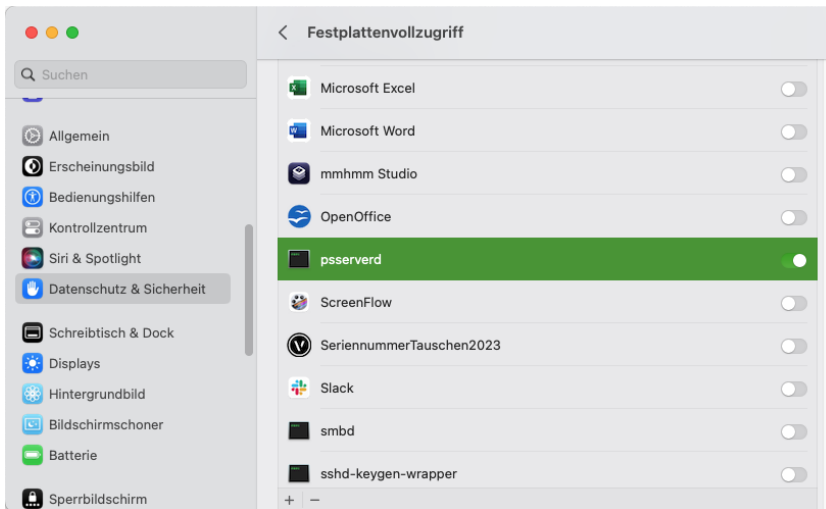 Festplattenvollzugriff
Suchen
Allgemein
Erscheinungsbild
Bedienungshilfen
Kontrollzentrum
Siri & Spotlight
Datenschutz & Sicherheit
Schreibtisch & Dock
Displays
Hintergrundbild
Bildschirmschoner
Batterie
Sperrbildschirm
Microsoft Excel
Microsoft Word
mmhmm Studio
OpenOffice
psserverd
ScreenFlow
SeriennummerTauschen2023
Slack
smbd
sshd-keygen-wrapper
+ −